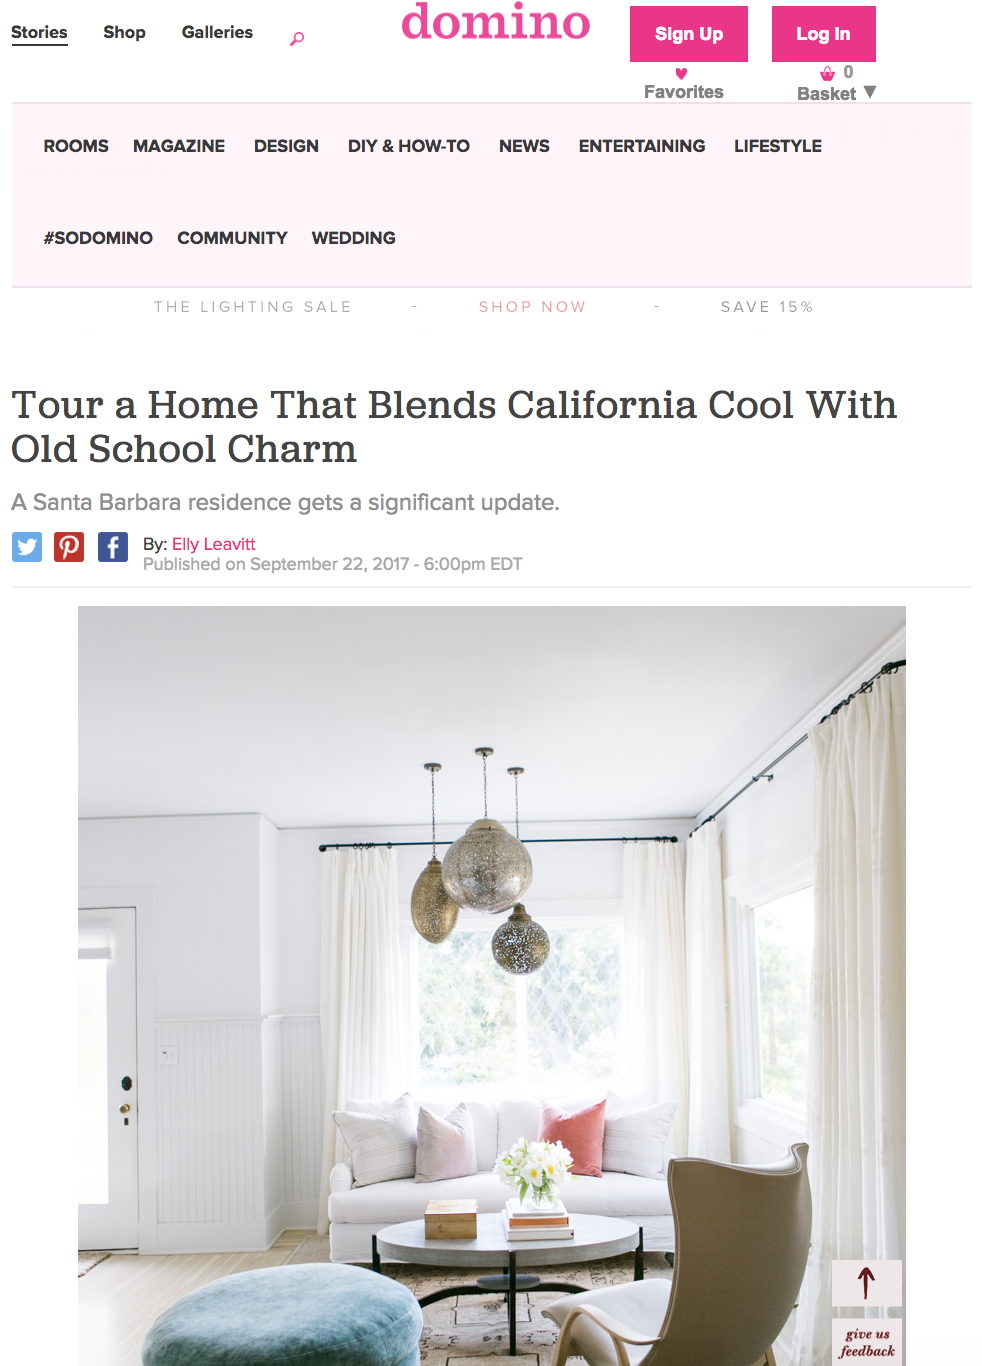 Stories Shop Galleries domino Sign Up Log In
Favorites 0
Basket ▼
ROOMS MAGAZINE DESIGN DIY & HOW-TO NEWS ENTERTAINING LIFESTYLE
#SODOMINO COMMUNITY WEDDING
THE LIGHTING SALE - SHOP NOW - SAVE 15%
Tour a Home That Blends California Cool With
Old School Charm
A Santa Barbara residence gets a significant update.
By: Elly Leavitt
Published on September 22, 2017 - 6:00pm EDT
give us
feedback